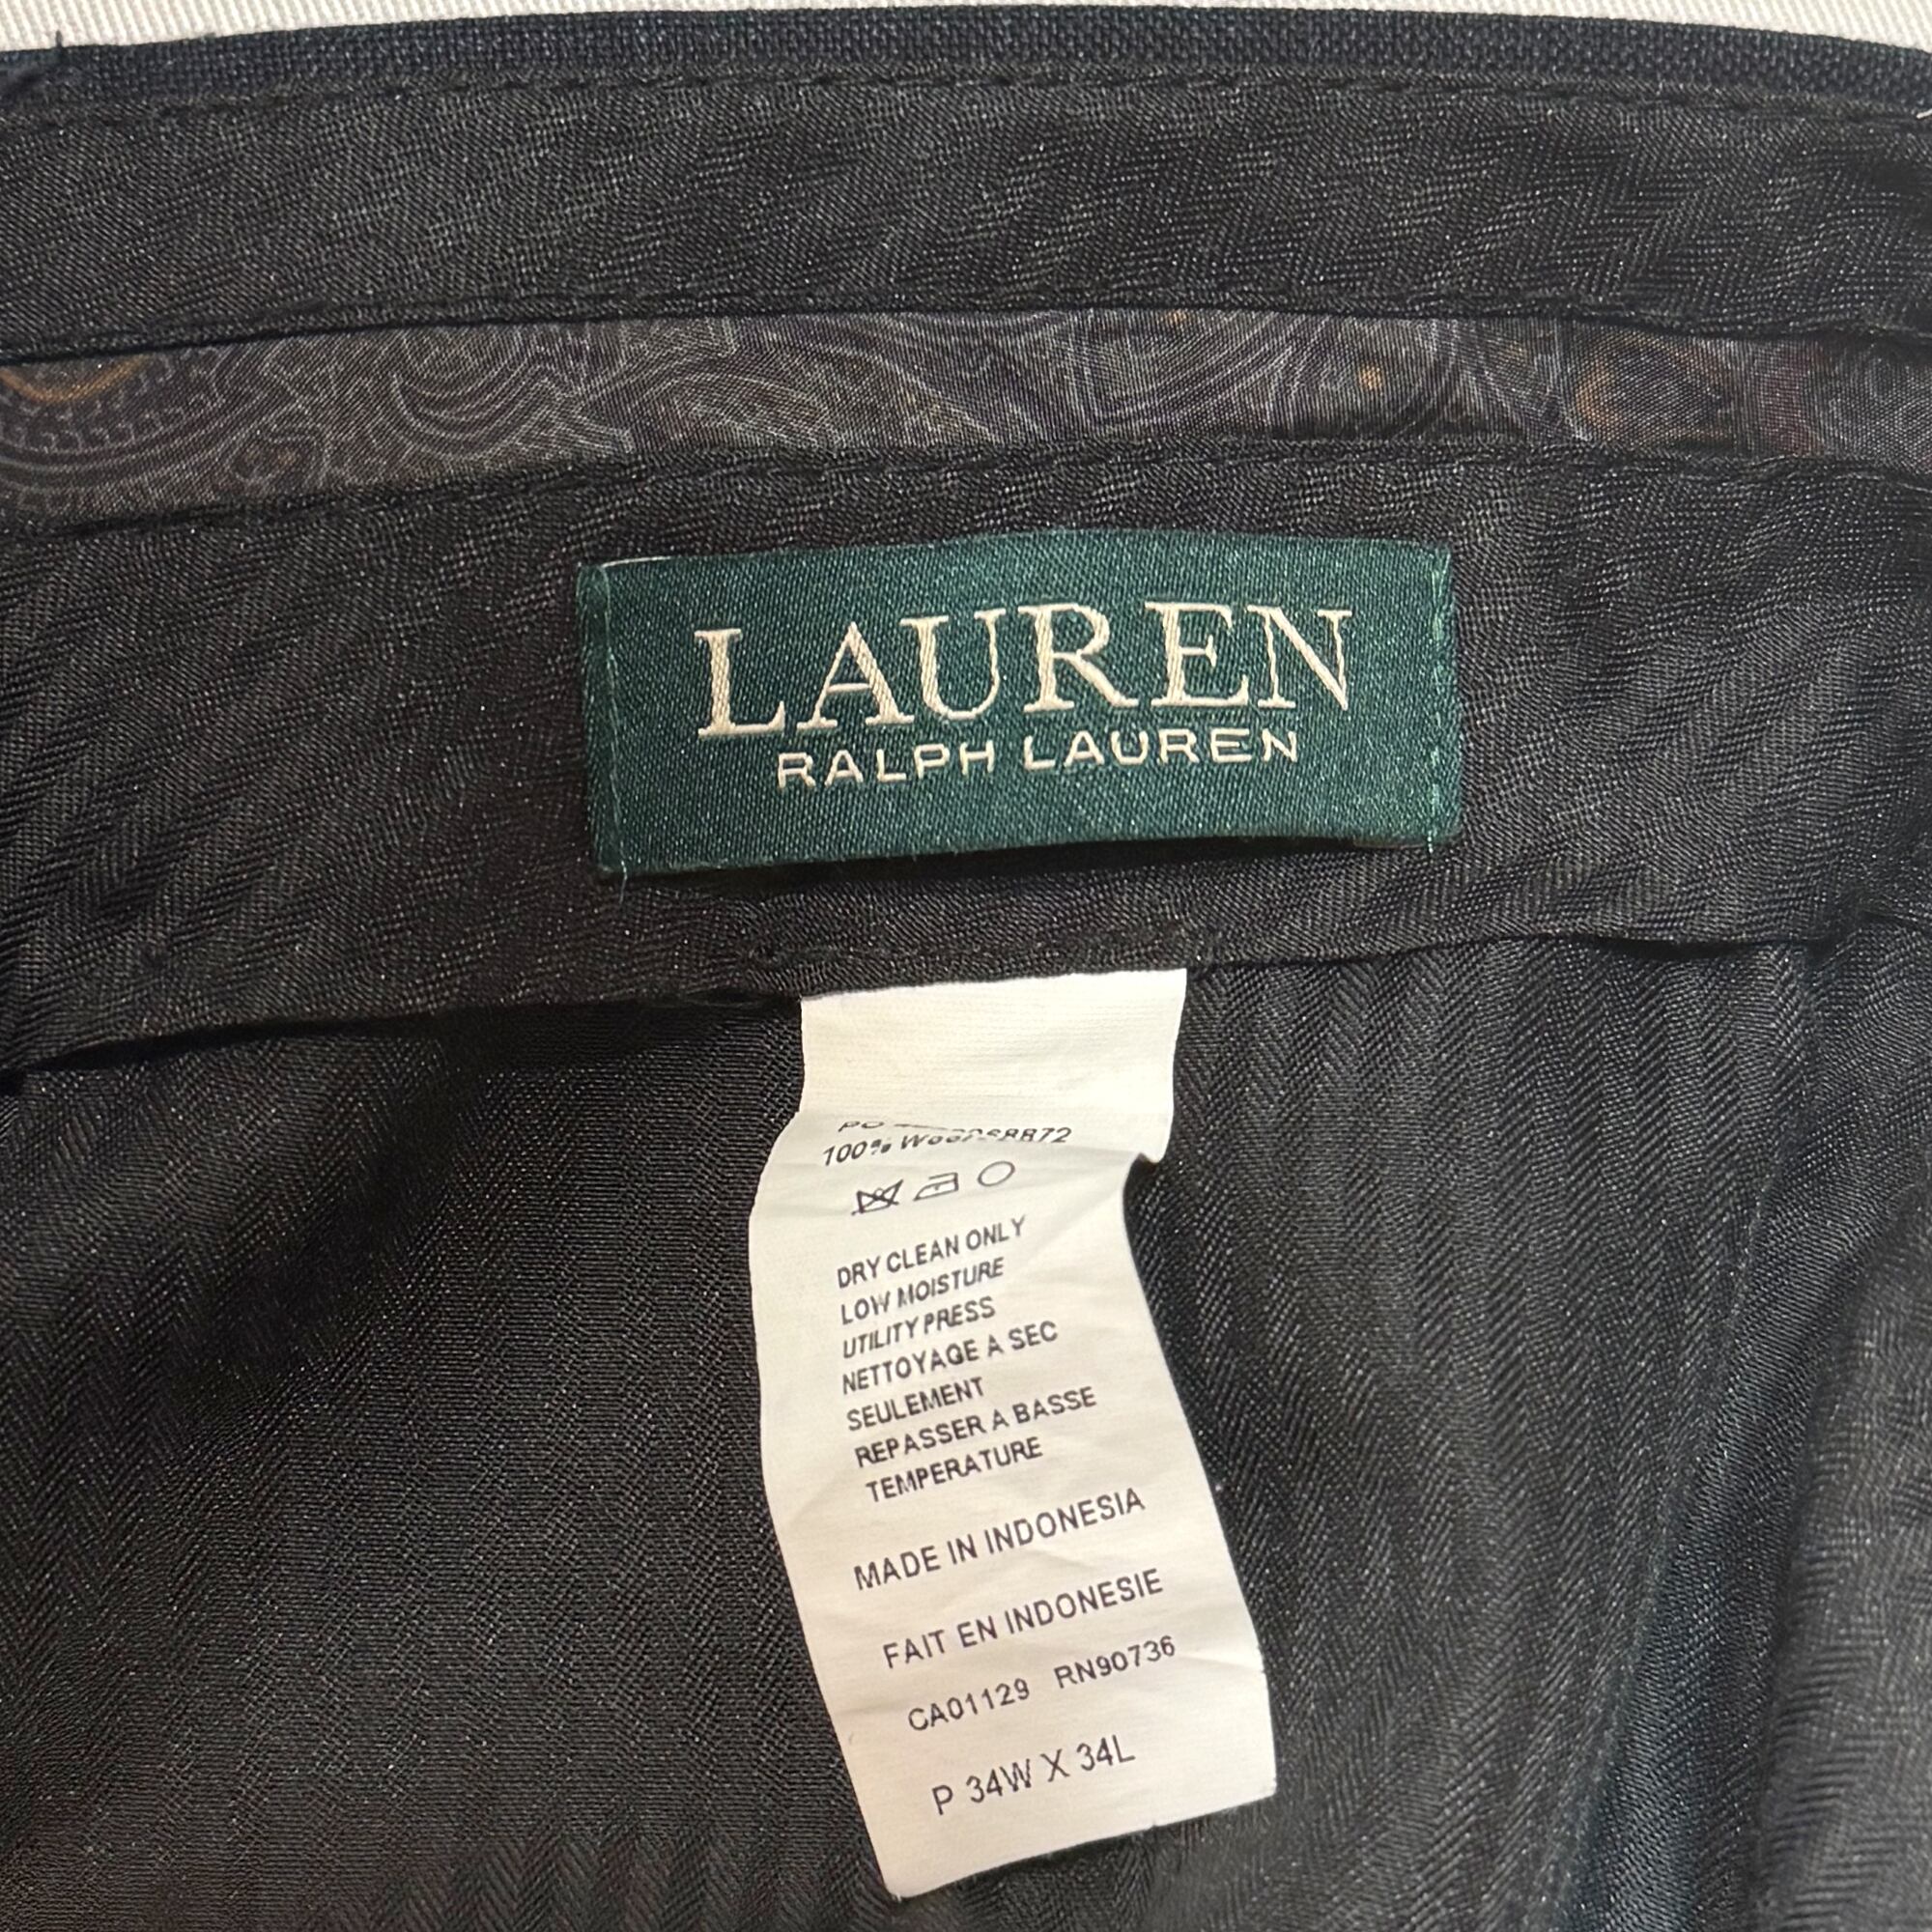 LAUREN
RALPH LAUREN
100%
DRY CLEAN ONLY
LOW MOISTURE
UTILITY PRESS
NETTOYAGE A SEC
SEULEMENT
REPASSER A BASSE
TEMPERATURE
MADE IN INDONESIA
FAIT EN INDONESIE
CA01129 RN90736
P 34W X 34L